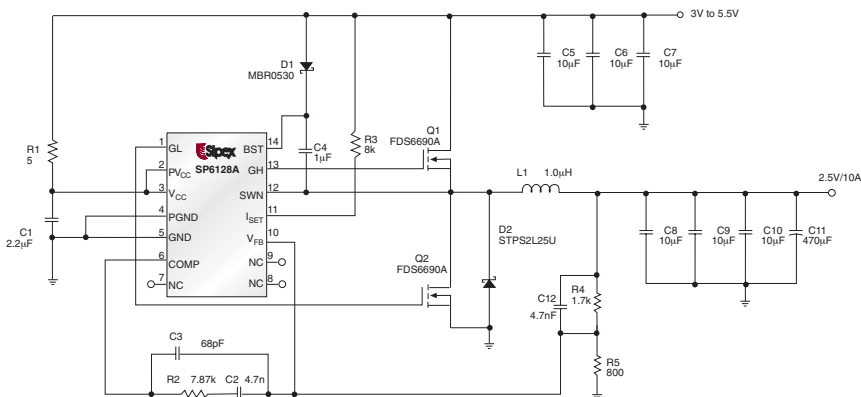 3V to 5.5V
C5
10μF
C6
10μF
C7
10μF
D1
MBR0530
R1
5
1
GL
Sipex
SP6128A
BST
14
C4
1μF
R3
8k
Q1
FDS6690A
2
PVCC
GH
13
3
VCC
SWN
12
L1
1.0μH
2.5V/10A
4
PGND
ISET
11
C1
2.2μF
5
GND
VFB
10
D2
STPS2L25U
C8
10μF
C9
10μF
C10
10μF
C11
470μF
6
COMP
NC
9
Q2
FDS6690A
7
NC
NC
8
C12
4.7nF
R4
1.7k
C3
68pF
R5
800
R2
7.87k
C2
4.7n